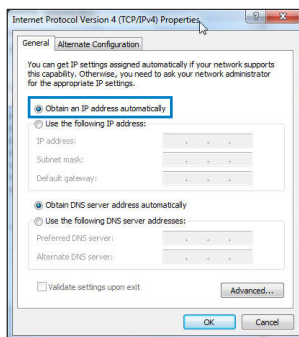 Internet Protocol Version 4 (TCP/IPv4) Properties
General
Alternate Configuration
You can get IP settings assigned automatically if your network supports
this capability. Otherwise, you need to ask your network administrator
for the appropriate IP settings.
Obtain an IP address automatically
Use the following IP address:
IP address:
Subnet mask:
Default gateway:
Obtain DNS server address automatically
Use the following DNS server addresses:
Preferred DNS server:
Alternate DNS server:
Validate settings upon exit
Advanced...
OK
Cancel